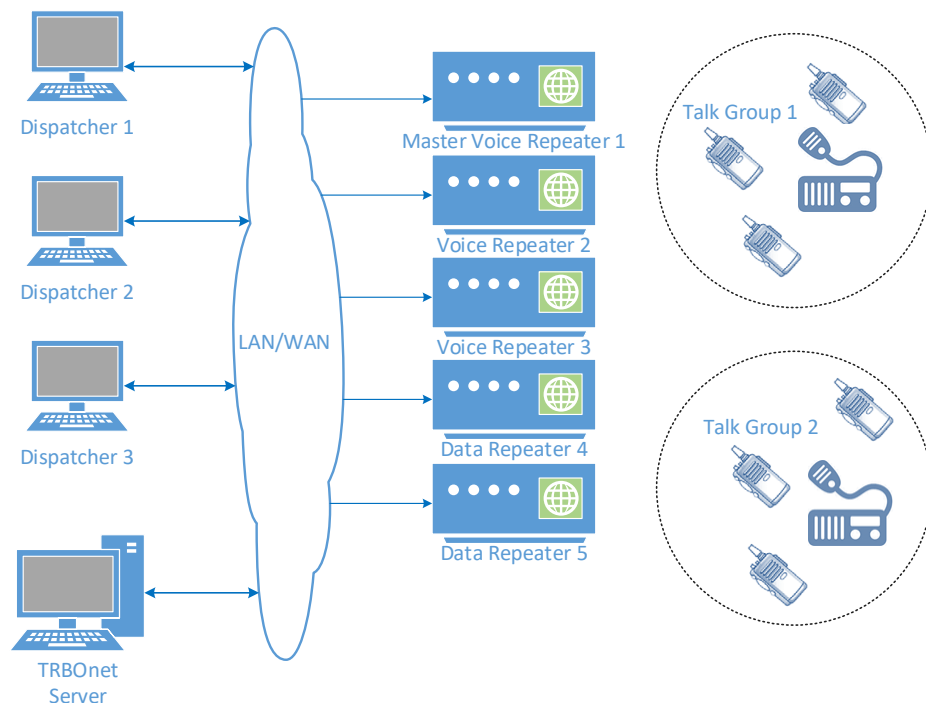 Dispatcher 1
Dispatcher 2
Dispatcher 3
TRBOnet
Server
LAN/WAN
Master Voice Repeater 1
Voice Repeater 2
Voice Repeater 3
Data Repeater 4
Data Repeater 5
Talk Group 1
Talk Group 2